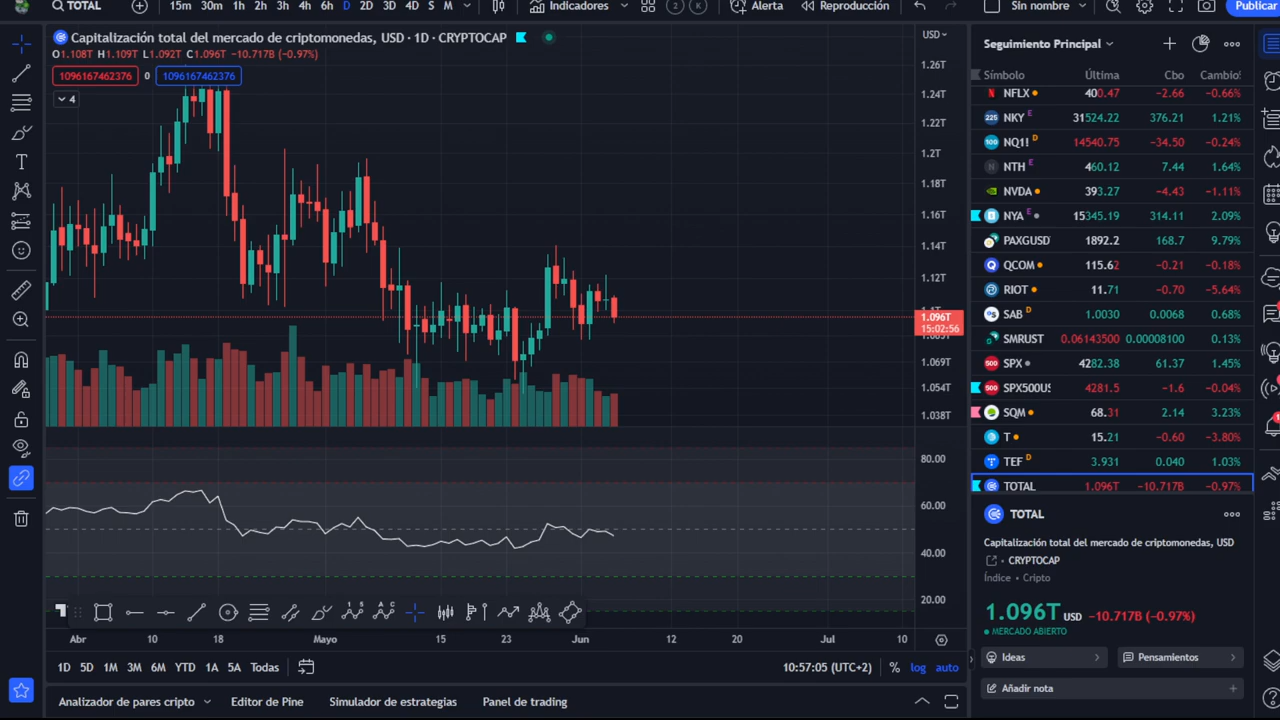 TOTAL 15m 30m 1h 2h 3h 4h 6h D 2D 3D 4D S M Indicadores 2 K Alerta Reproducción Sin nombre Publicar
Capitalización total del mercado de criptomonedas, USD · 1D · CRYPTOCAP
O1.108T H1.109T L1.092T C1.096T −10.717B (−0.97%)
1096167462376 0 1096167462376
4
USD
1.26T
1.24T
1.22T
1.2T
1.18T
1.16T
1.14T
1.12T
1.1T
1.096T
15:02:56
1.069T
1.054T
1.038T
80.00
60.00
40.00
20.00
Abr 10 18 Mayo 15 23 Jun 12 20 Jul 10
1D 5D 1M 3M 6M YTD 1A 5A Todas 10:57:05 (UTC+2) % log auto
Analizador de pares cripto Editor de Pine Simulador de estrategias Panel de trading
Seguimiento Principal
Símbolo Última Cbo Cambio%
NFLX 400.47 −2.66 −0.66%
NKY E 31524.22 376.21 1.21%
NQ1! D 14540.75 −34.50 −0.24%
NTH E 460.12 7.44 1.64%
NVDA 393.27 −4.43 −1.11%
NYA E 15345.19 314.11 2.09%
PAXGUSD 1892.2 168.7 9.79%
QCOM 115.62 −0.21 −0.18%
RIOT 11.71 −0.70 −5.64%
SAB D 1.0030 0.0068 0.68%
SMRUST 0.06143500 0.00008100 0.13%
SPX 4282.38 61.37 1.45%
SPX500US 4281.5 −1.6 −0.04%
SQM 68.31 2.14 3.23%
T 15.21 −0.60 −3.80%
TEF D 3.931 0.040 1.03%
TOTAL 1.096T −10.717B −0.97%
TOTAL
Capitalización total del mercado de criptomonedas, USD
CRYPTOCAP
Índice · Cripto
1.096T USD −10.717B (−0.97%)
MERCADO ABIERTO
Ideas Pensamientos
Añadir nota